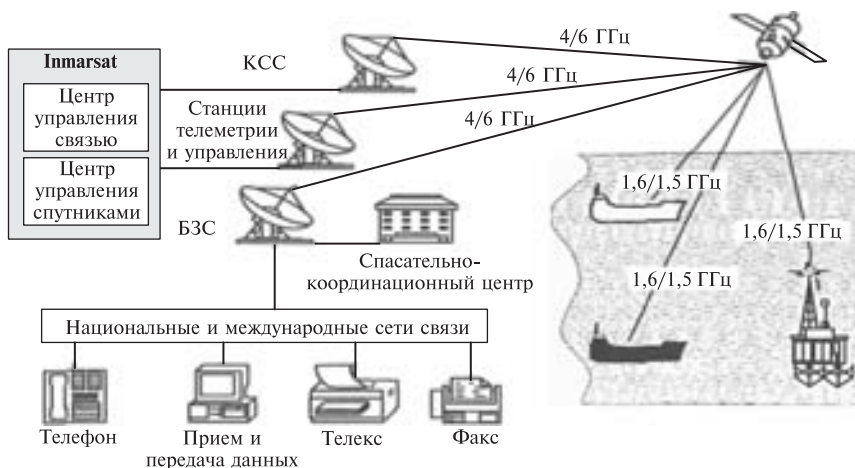 КСС
4/6 ГГц
Inmarsat
Центр
управления
связью
Станции
телеметрии
и управления
4/6 ГГц
4/6 ГГц
Центр
управления
спутниками
БЗС
1,6/1,5 ГГц
1,6/1,5 ГГц
1,6/1,5 ГГц
Спасательно-
координационный центр
Национальные и международные сети связи
Телефон
Прием и
передача данных
Телекс
Факс